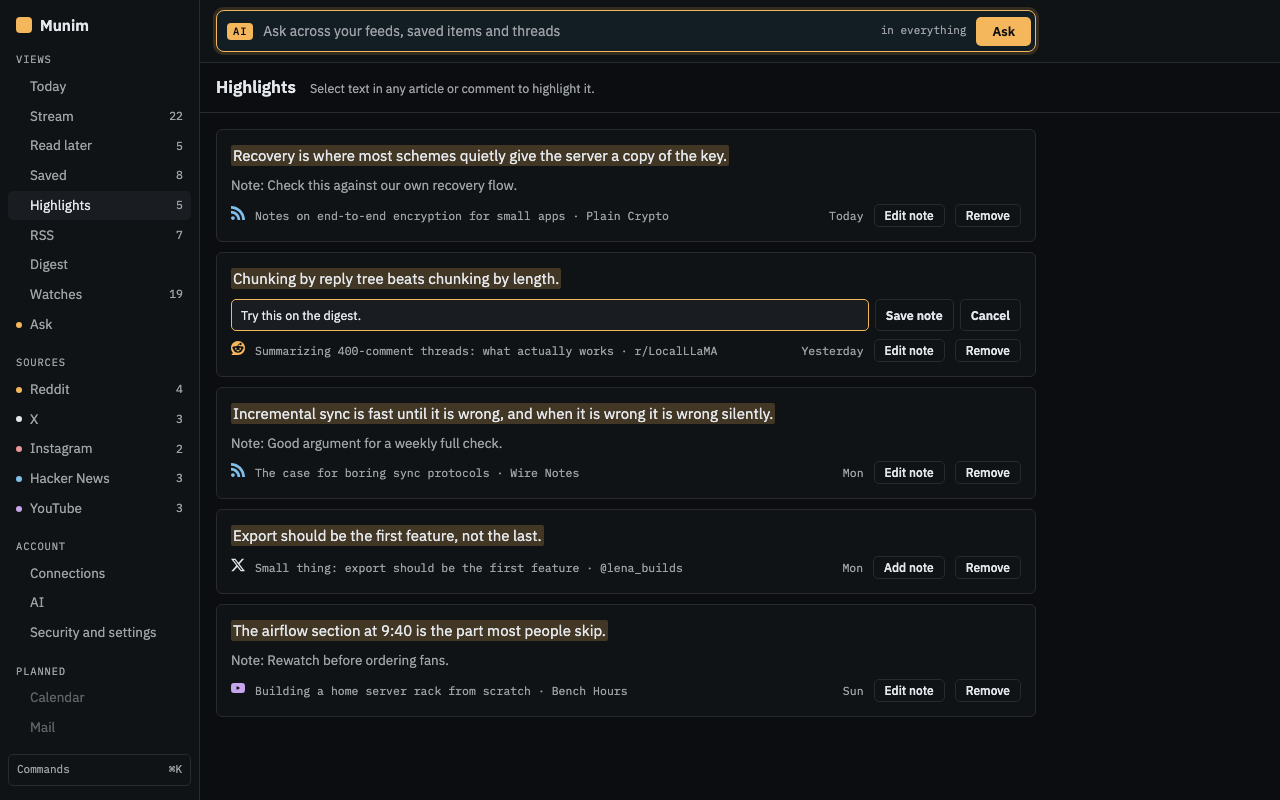 Munim
VIEWS
Today
Stream 22
Read later 5
Saved 8
Highlights 5
RSS 7
Digest
Watches 19
Ask
SOURCES
Reddit 4
X 3
Instagram 2
Hacker News 3
YouTube 3
ACCOUNT
Connections
AI
Security and settings
PLANNED
Calendar
Mail
Commands ⌘K
AI Ask across your feeds, saved items and threads in everything Ask
Highlights Select text in any article or comment to highlight it.
Recovery is where most schemes quietly give the server a copy of the key.
Note: Check this against our own recovery flow.
Notes on end-to-end encryption for small apps · Plain Crypto Today Edit note Remove
Chunking by reply tree beats chunking by length.
Try this on the digest. Save note Cancel
Summarizing 400-comment threads: what actually works · r/LocalLLaMA Yesterday Edit note Remove
Incremental sync is fast until it is wrong, and when it is wrong it is wrong silently.
Note: Good argument for a weekly full check.
The case for boring sync protocols · Wire Notes Mon Edit note Remove
Export should be the first feature, not the last.
Small thing: export should be the first feature · @lena_builds Mon Add note Remove
The airflow section at 9:40 is the part most people skip.
Note: Rewatch before ordering fans.
Building a home server rack from scratch · Bench Hours Sun Edit note Remove